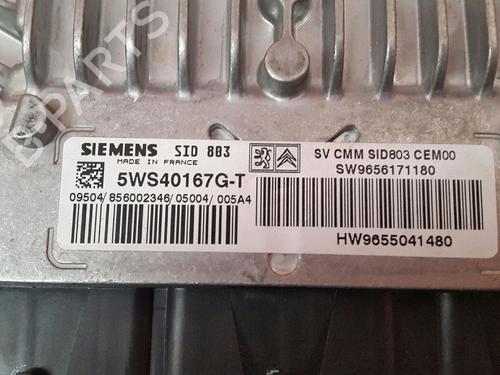 SIEMENS SID 803
MADE IN FRANCE
5WS40167G-T
09504/856002346/05004/005A4
SV CMM SID803 CEM00
SW9656171180
HW9655041480
B-PARTS